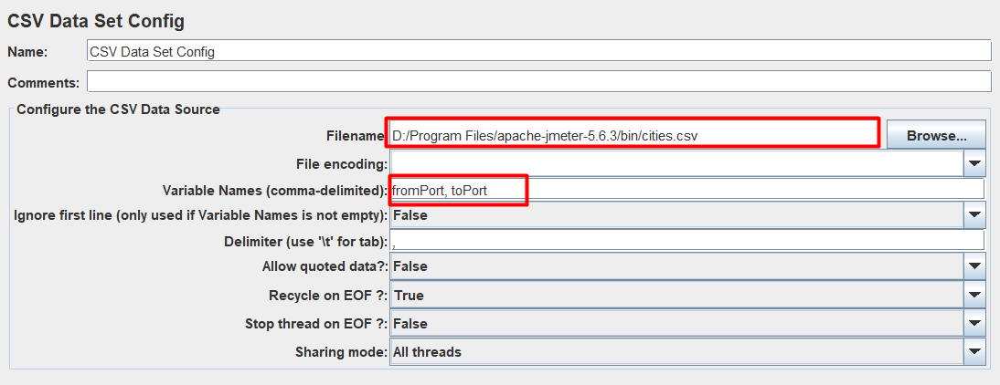 CSV Data Set Config
Name: CSV Data Set Config
Comments:
Configure the CSV Data Source
Filename D:/Program Files/apache-jmeter-5.6.3/bin/cities.csv Browse...
File encoding:
Variable Names (comma-delimited): fromPort, toPort
Ignore first line (only used if Variable Names is not empty): False
Delimiter (use '\t' for tab): ,
Allow quoted data?: False
Recycle on EOF ?: True
Stop thread on EOF ?: False
Sharing mode: All threads